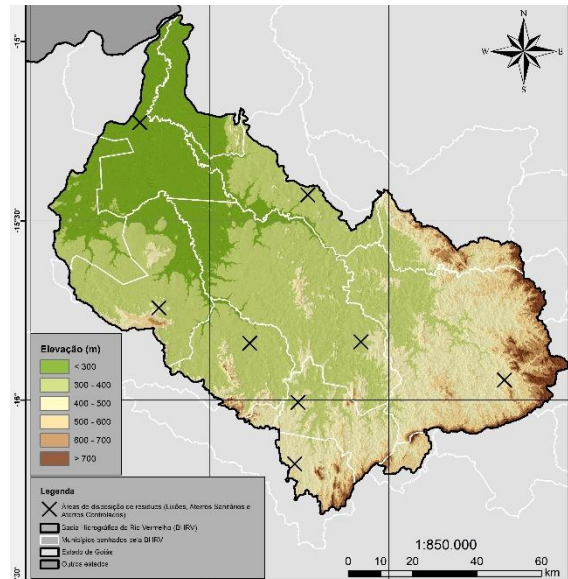 N
W E
S
-15°
-15°30'
-16°
30'
Elevação (m)
< 300
300 - 400
400 - 500
500 - 600
600 - 700
> 700
Legenda
Áreas de disposição de resíduos (Lixões, Aterros Sanitários e
Aterros Controlados)
Bacia Hidrográfica do Rio Vermelho (BHRV)
Municípios banhados pela BHRV
Estado de Goiás
Outros estados
1:850.000
0 10 20 30 40 60
km